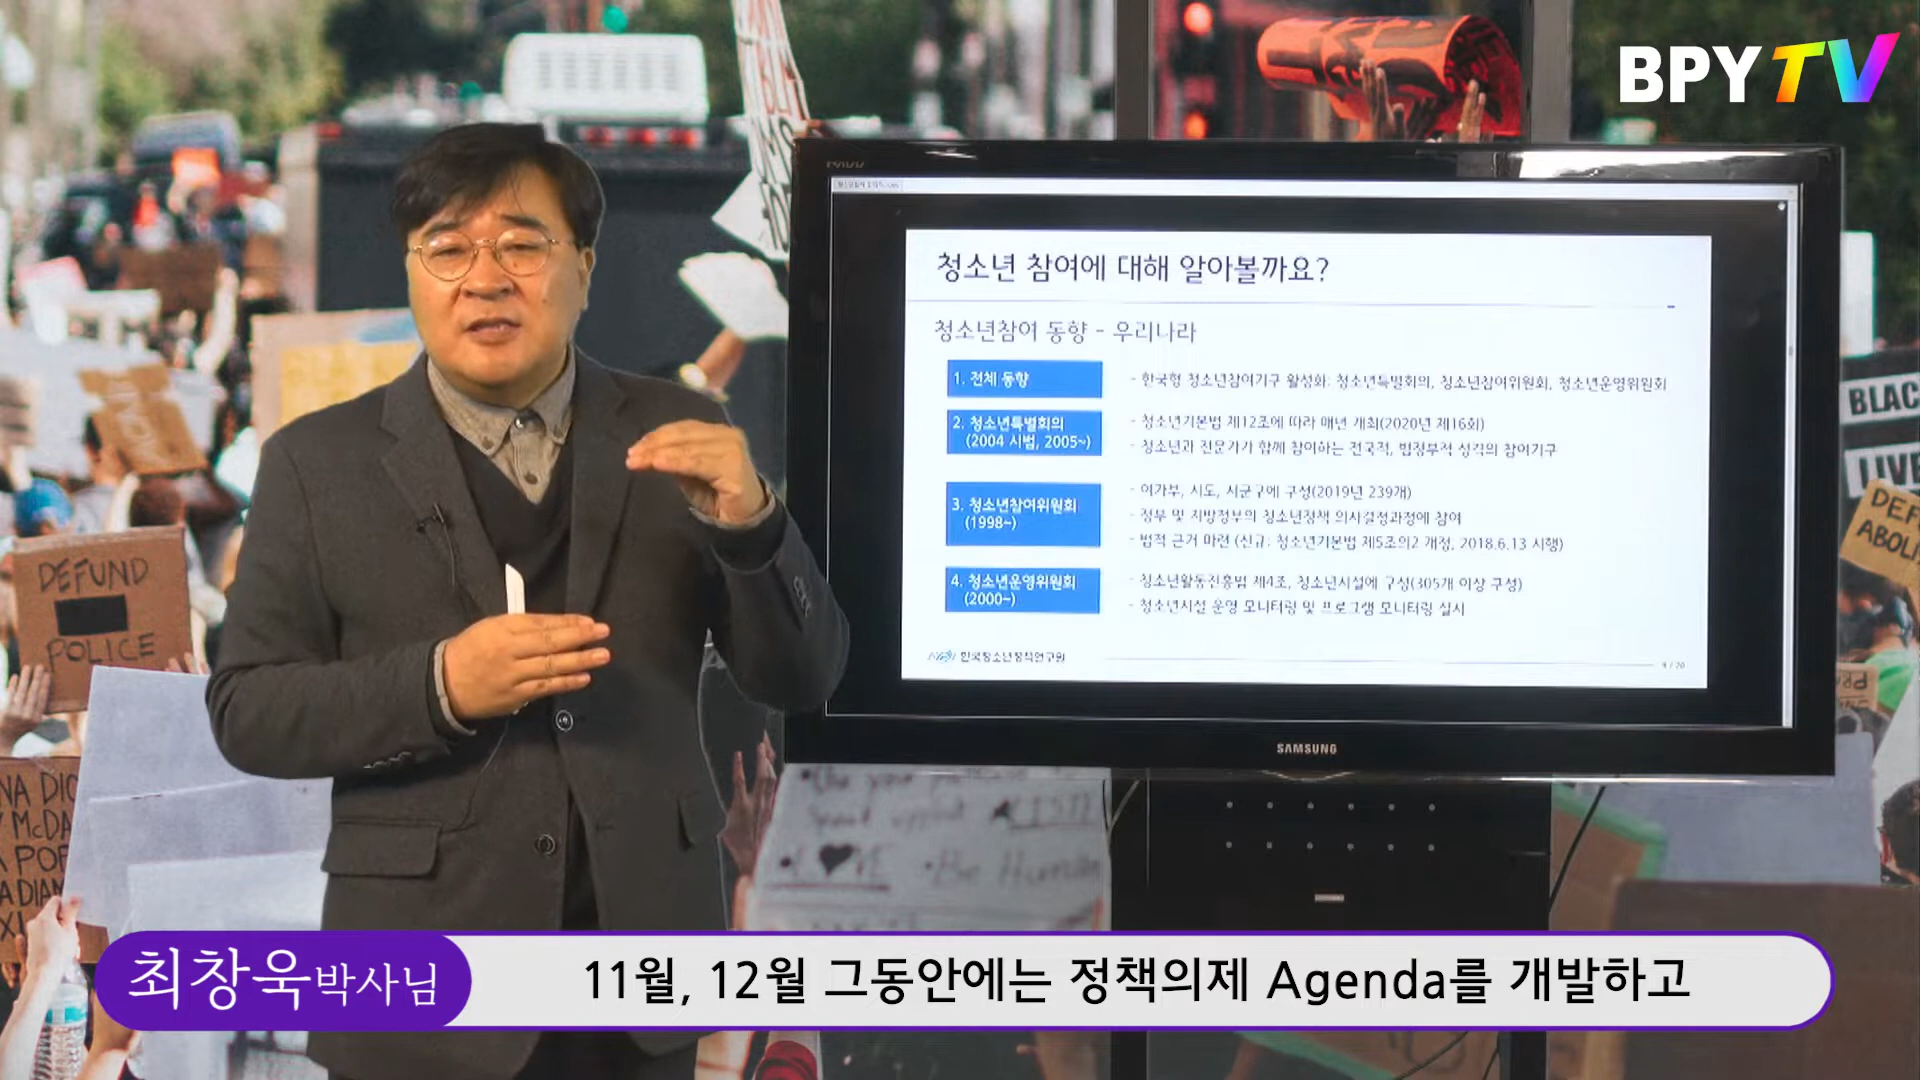 BPY TV
청소년 참여에 대해 알아볼까요?
청소년참여 동향 - 우리나라
1. 전체 동향
- 한국형 청소년참여기구 활성화: 청소년특별회의, 청소년참여위원회, 청소년운영위원회
2. 청소년특별회의
(2004 시범, 2005~)
- 청소년기본법 제12조에 따라 매년 개최(2020년 제16회)
- 청소년과 전문가가 함께 참여하는 전국적, 범정부적 성격의 참여기구
3. 청소년참여위원회
(1998~)
- 여가부, 시도, 시군구에 구성(2019년 239개)
- 정부 및 지방정부의 청소년정책 의사결정과정에 참여
- 법적 근거 마련 (신규: 청소년기본법 제5조의2 개정, 2018.6.13 시행)
4. 청소년운영위원회
(2000~)
- 청소년활동진흥법 제4조, 청소년시설에 구성(305개 이상 구성)
- 청소년시설 운영 모니터링 및 프로그램 모니터링 실시
한국청소년정책연구원
9 / 20
SAMSUNG
BLAC
LIVE
DEF
ABOLI
DEFUND
POLICE
NA DIC
MCDA
A POE
ADIAN
XI
L♥VE
• Be Human
최창욱박사님
11월, 12월 그동안에는 정책의제 Agenda를 개발하고